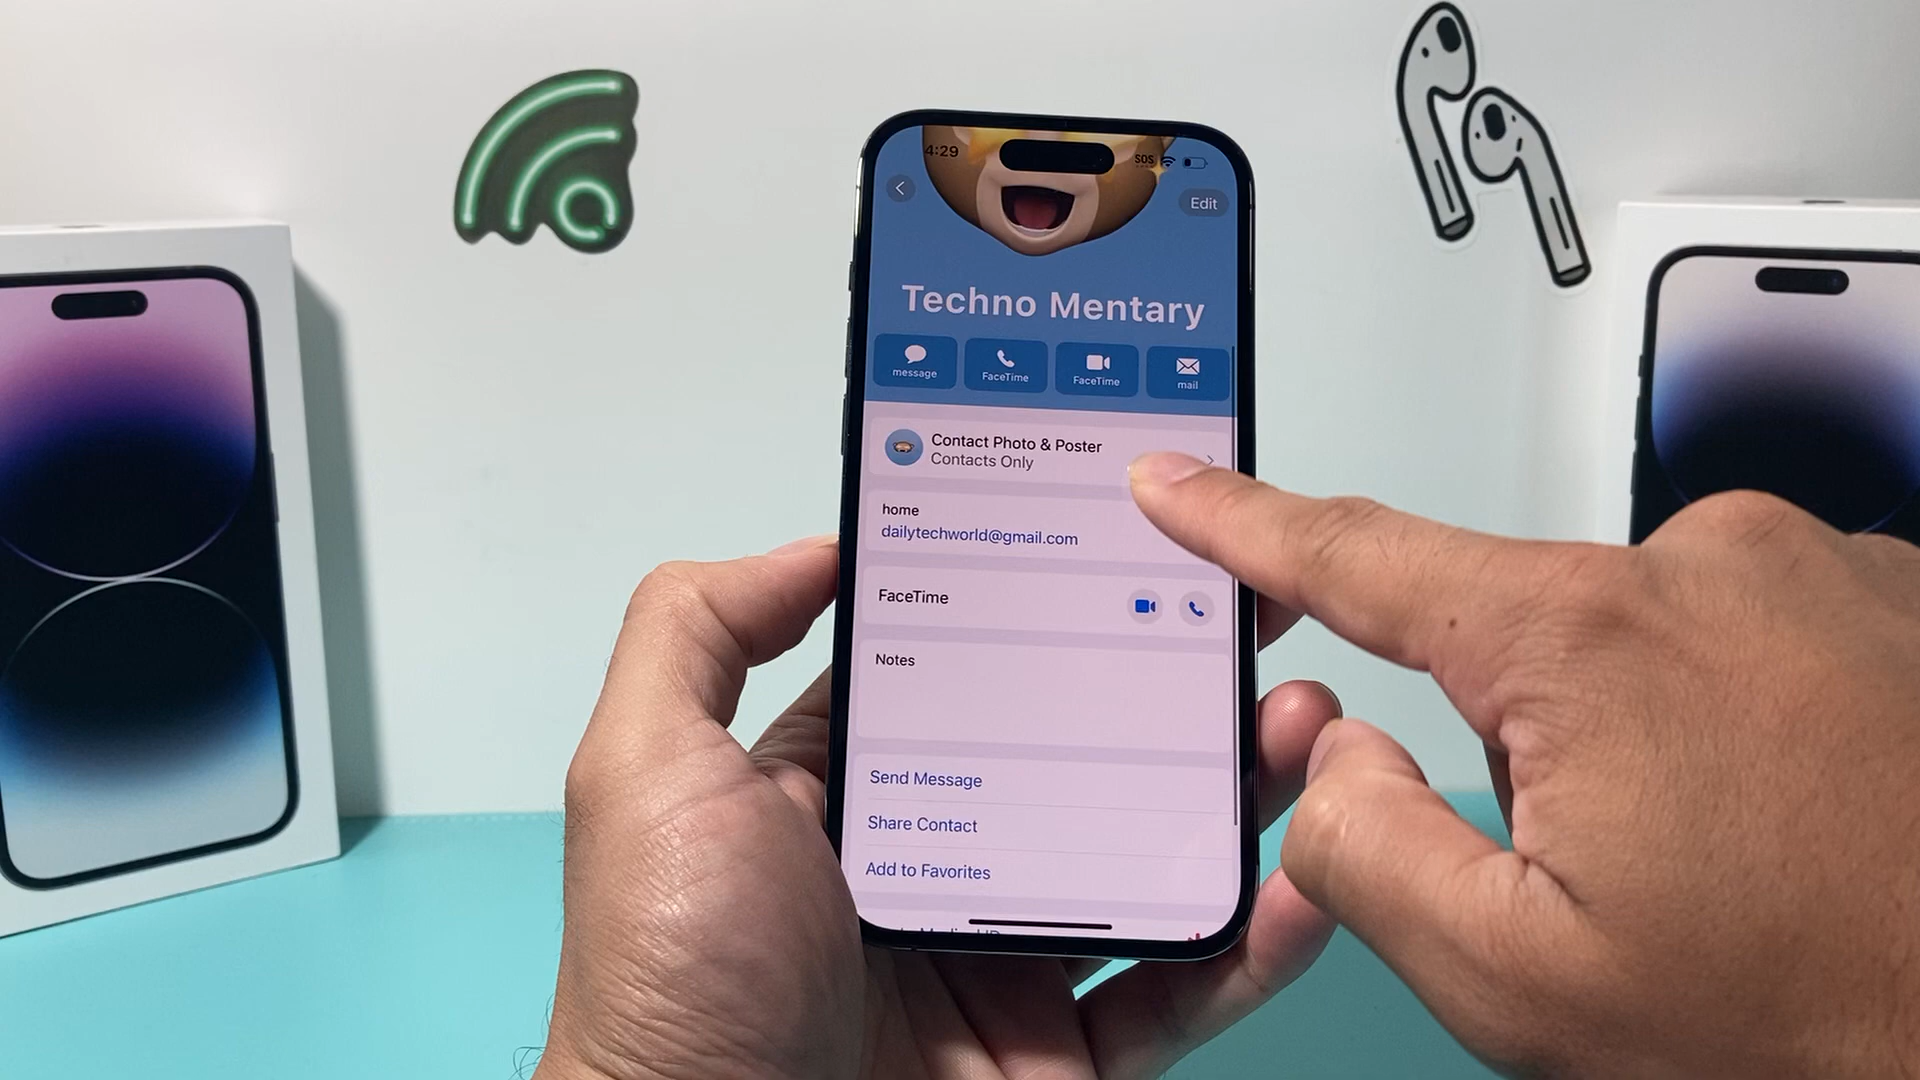 4:29
SOS
Edit
Techno Mentary
message
FaceTime
FaceTime
mail
Contact Photo & Poster
Contacts Only
home
dailytechworld@gmail.com
FaceTime
Notes
Send Message
Share Contact
Add to Favorites